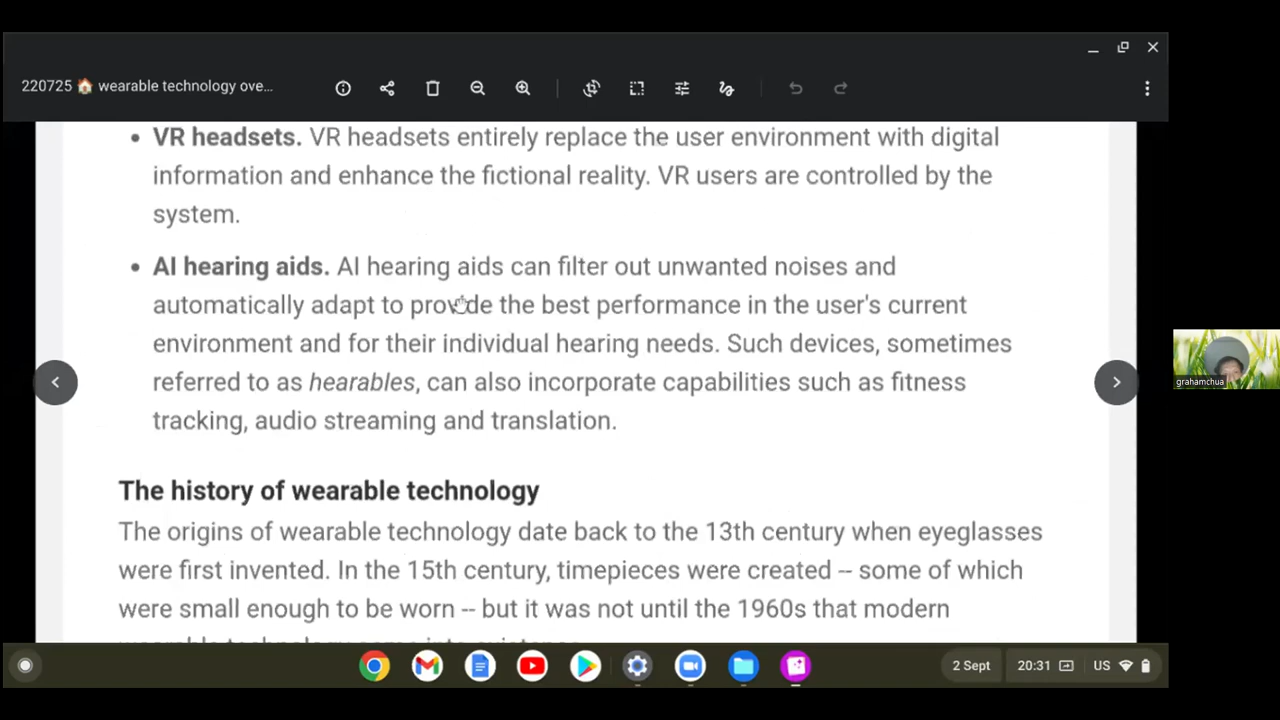 220725 🏠 wearable technology ove...
VR headsets. VR headsets entirely replace the user environment with digital
information and enhance the fictional reality. VR users are controlled by the
system.
AI hearing aids. AI hearing aids can filter out unwanted noises and
automatically adapt to provide the best performance in the user's current
environment and for their individual hearing needs. Such devices, sometimes
referred to as hearables, can also incorporate capabilities such as fitness
tracking, audio streaming and translation.
grahamchua
The history of wearable technology
The origins of wearable technology date back to the 13th century when eyeglasses
were first invented. In the 15th century, timepieces were created -- some of which
were small enough to be worn -- but it was not until the 1960s that modern
wearable technology came into existence.
2 Sept 20:31 US